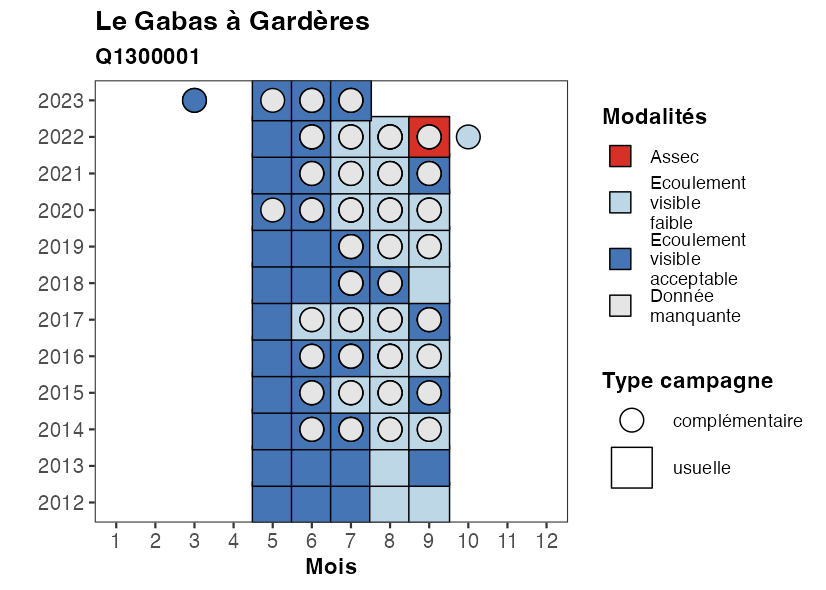 Le Gabas à Gardères
Q1300001
2023
2022
2021
2020
2019
2018
2017
2016
2015
2014
2013
2012
1 2 3 4 5 6 7 8 9 10 11 12
Mois
Modalités
Assec
Ecoulement
visible
faible
Ecoulement
visible
acceptable
Donnée
manquante
Type campagne
complémentaire
usuelle